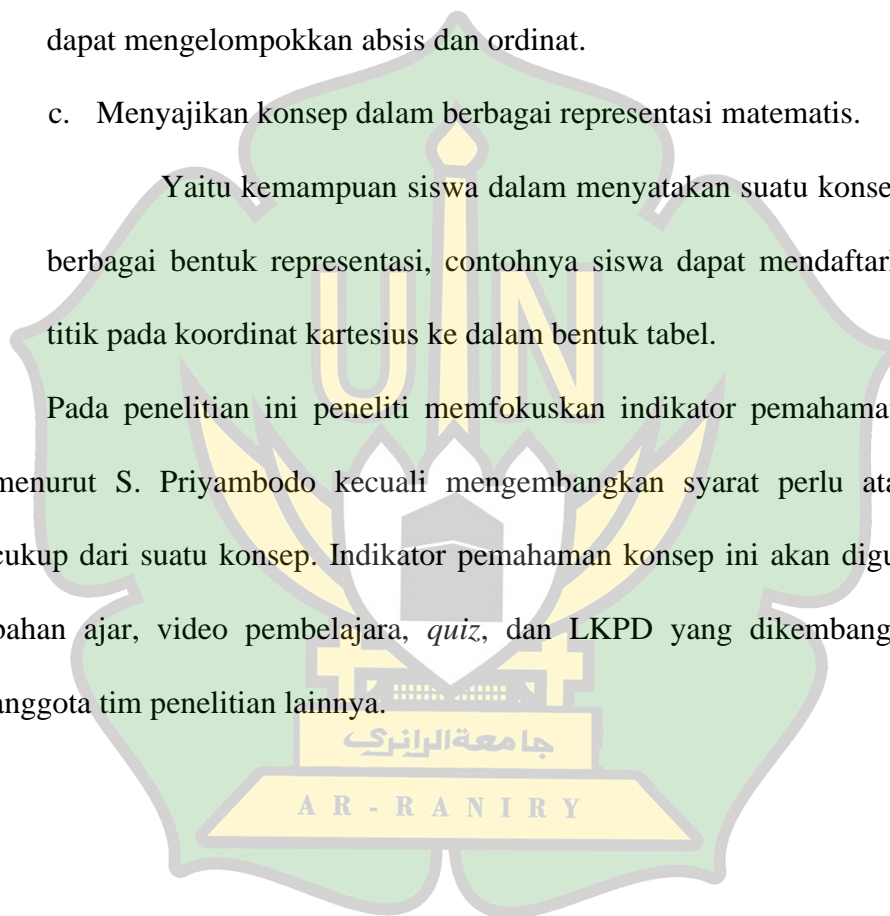 dapat mengelompokkan absis dan ordinat.
c. Menyajikan konsep dalam berbagai representasi matematis.
Yaitu kemampuan siswa dalam menyatakan suatu konse
berbagai bentuk representasi, contohnya siswa dapat mendaftar
titik pada koordinat kartesius ke dalam bentuk tabel.
Pada penelitian ini peneliti memfokuskan indikator pemahama
menurut S. Priyambodo kecuali mengembangkan syarat perlu ata
cukup dari suatu konsep. Indikator pemahaman konsep ini akan digu
bahan ajar, video pembelajara, quiz, dan LKPD yang dikembang
anggota tim penelitian lainnya.
UIN
جامعةالرانري
AR-RANIRY